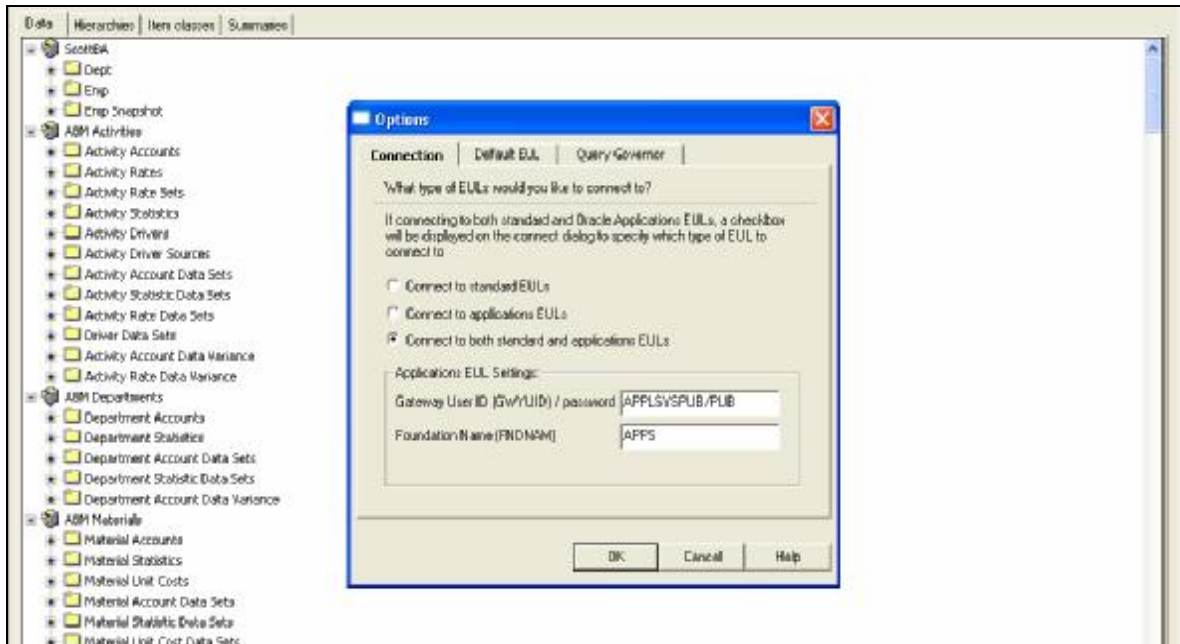 Data Hierarchies Item classes Summaries
ScottBA
Dept
Emp
Emp Snapshot
ABM Activities
Activity Accounts
Activity Rates
Activity Rate Sets
Activity Statistics
Activity Drivers
Activity Driver Sources
Activity Account Data Sets
Activity Statistic Data Sets
Activity Rate Data Sets
Driver Data Sets
Activity Account Data Variance
Activity Rate Data Variance
ABM Departments
Department Accounts
Department Statistics
Department Account Data Sets
Department Statistic Data Sets
Department Account Data Variance
ABM Materials
Material Accounts
Material Statistics
Material Unit Costs
Material Account Data Sets
Material Statistic Data Sets
Material Unit Cost Data Sets
Options
Connection Default EUL Query Governor
What type of EULs would you like to connect to?
If connecting to both standard and Oracle Applications EULs, a checkbox
will be displayed on the connect dialog to specify which type of EUL to
connect to
Connect to standard EULs
Connect to applications EULs
Connect to both standard and applications EULs
Applications EUL Settings:
Gateway User ID (GWYUID) / password APPLSYSPUB/PUB
Foundation Name (FNDNAM) APPS
OK Cancel Help